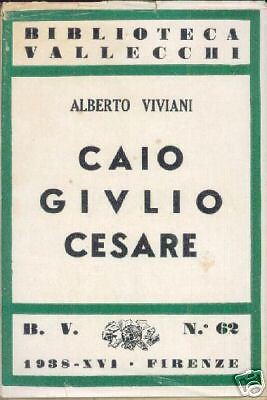 BIBLIOTECA
VALLECCHI
ALBERTO VIVIANI
CAIO
GIVLIO
CESARE
B. V. N.° 62
1938-XVI · FIRENZE